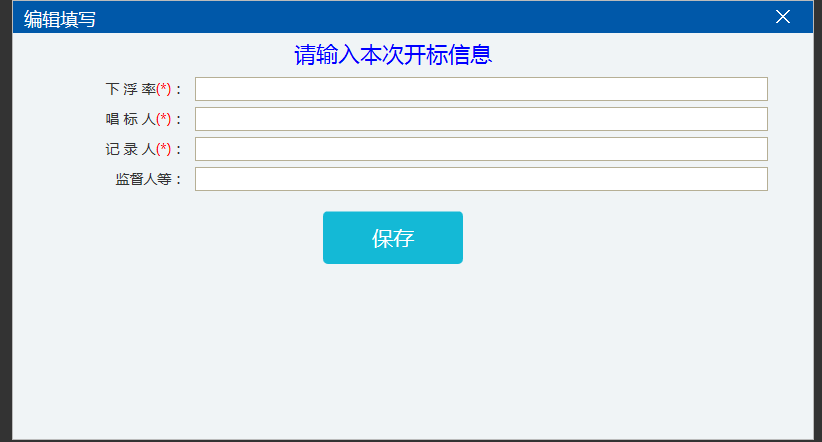 编辑填写
请输入本次开标信息
下 浮 率(*)：
唱 标 人(*)：
记 录 人(*)：
监督人等：
保存